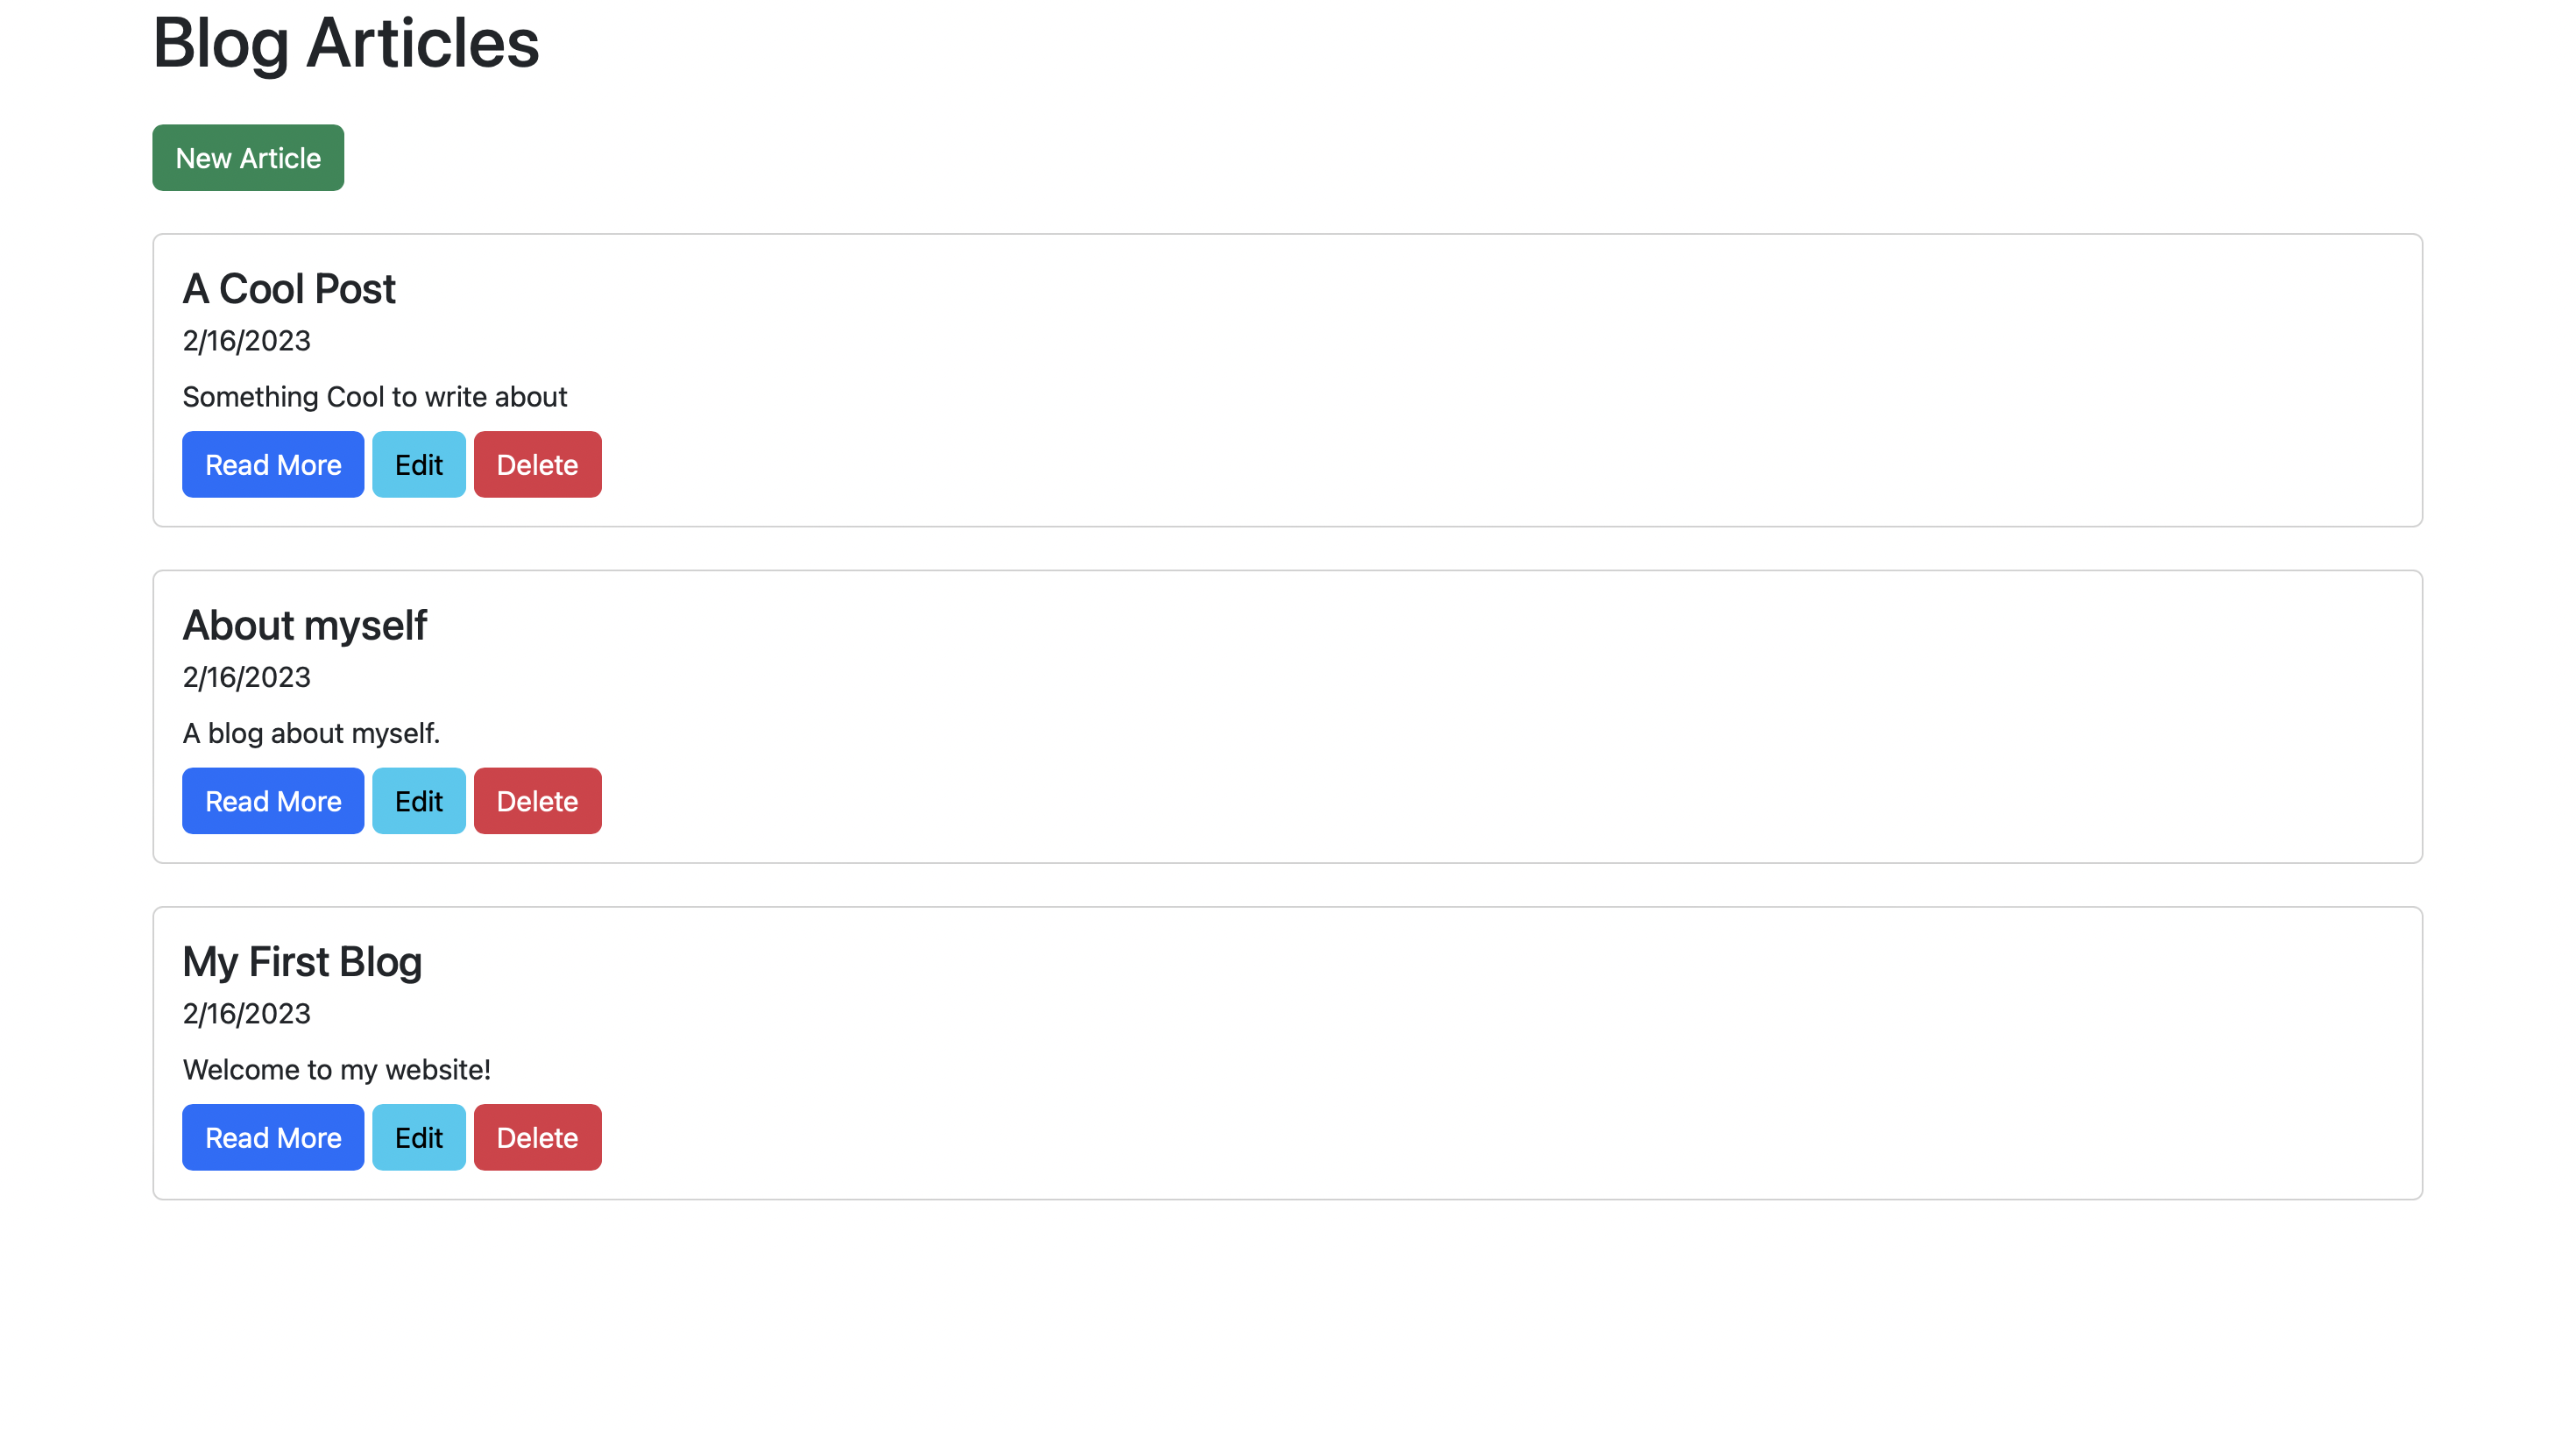 Blog Articles
New Article
A Cool Post
2/16/2023
Something Cool to write about
Read More Edit Delete
About myself
2/16/2023
A blog about myself.
Read More Edit Delete
My First Blog
2/16/2023
Welcome to my website!
Read More Edit Delete